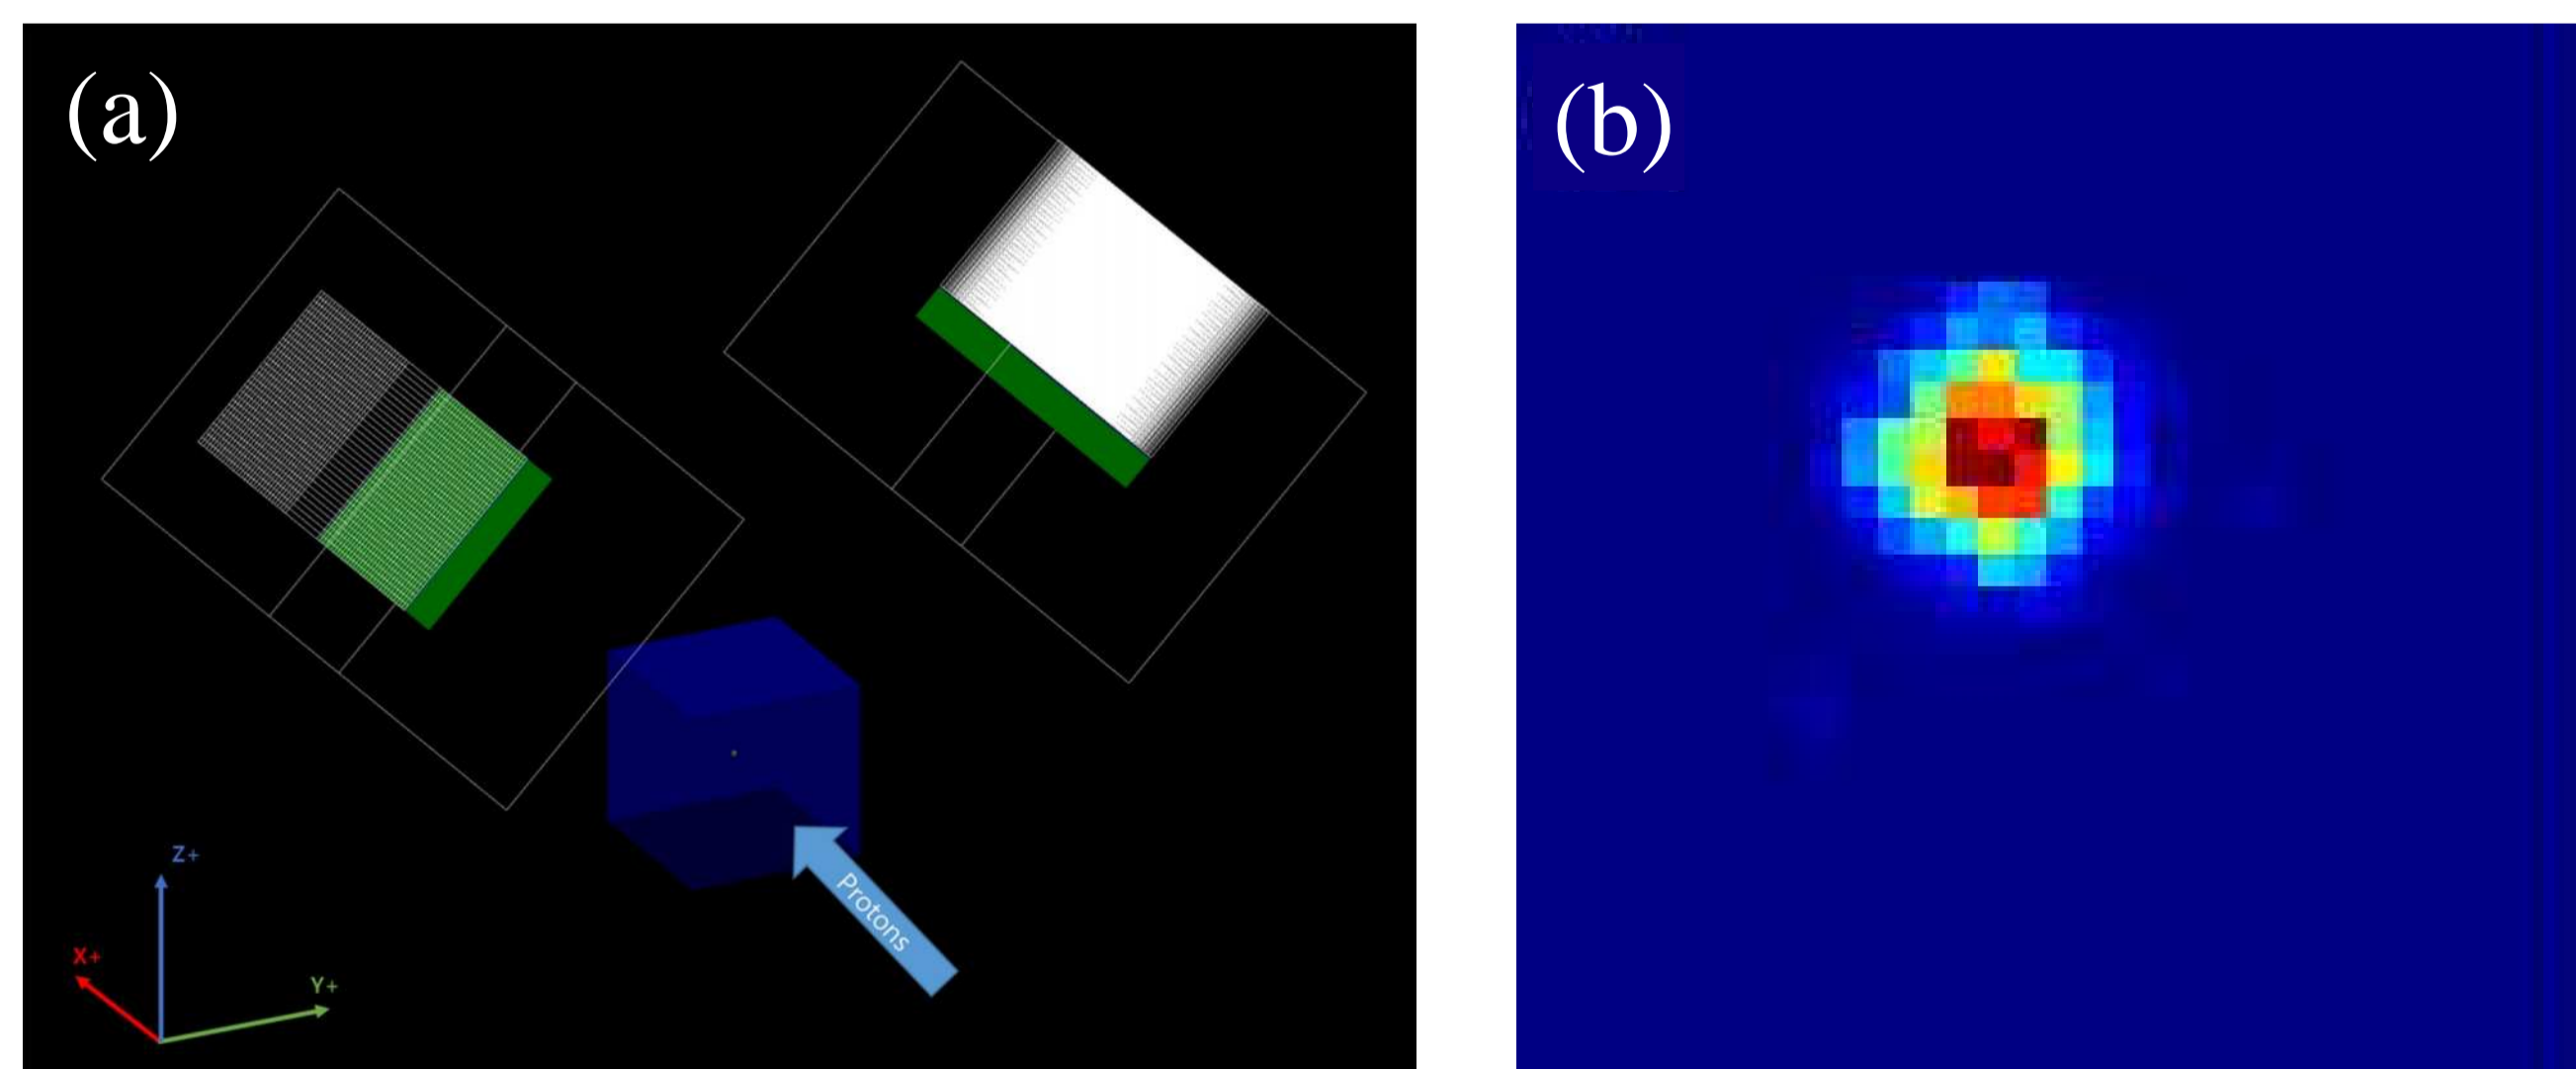 (a)
(b)
Protons
Z+
X+
Y+